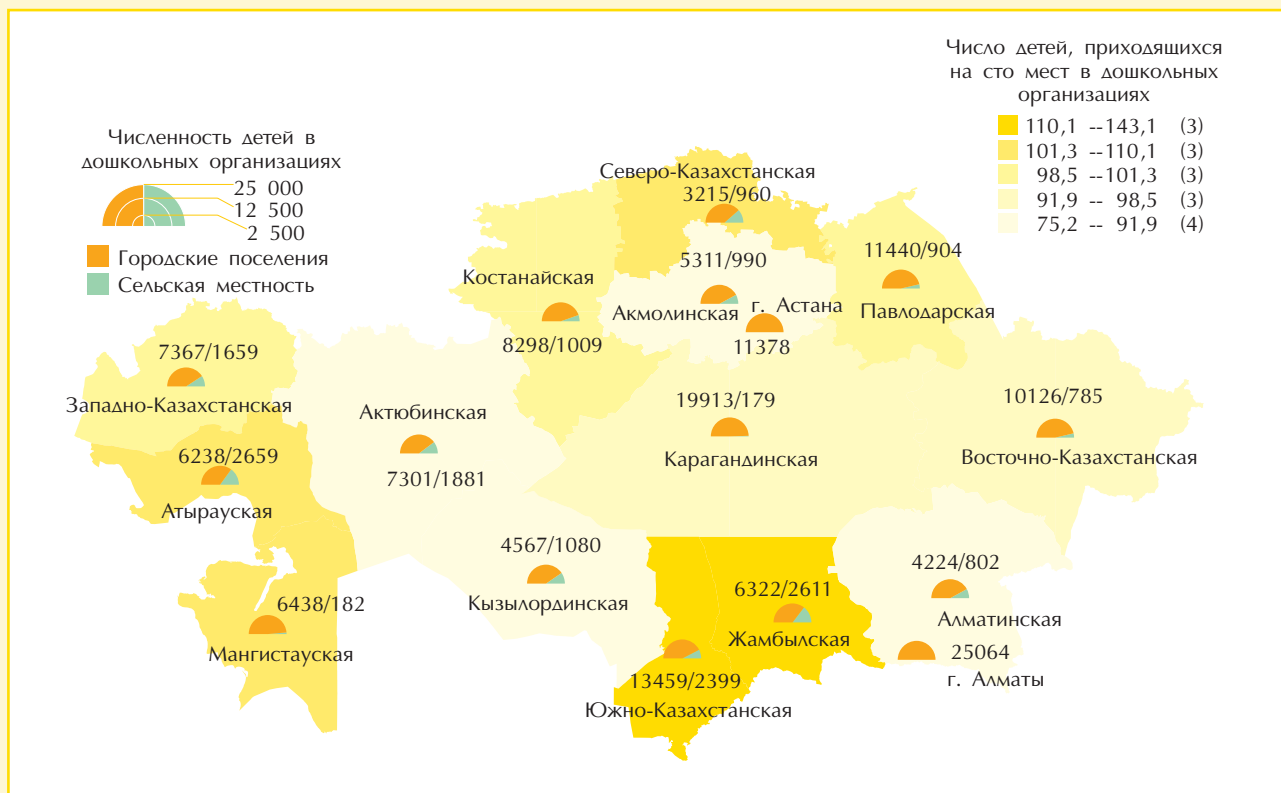 Число детей, приходящихся
на сто мест в дошкольных
организациях
110,1 --143,1 (3)
101,3 --110,1 (3)
98,5 --101,3 (3)
91,9 -- 98,5 (3)
75,2 -- 91,9 (4)
Численность детей в
дошкольных организациях
25 000
12 500
2 500
Городские поселения
Сельская местность
Северо-Казахстанская
3215/960
Костанайская
8298/1009
5311/990
Акмолинская
г. Астана
11378
11440/904
Павлодарская
7367/1659
Западно-Казахстанская
Актюбинская
7301/1881
19913/179
Карагандинская
10126/785
Восточно-Казахстанская
6238/2659
Атырауская
6438/182
Мангистауская
4567/1080
Кызылординская
6322/2611
Жамбылская
4224/802
Алматинская
25064
г. Алматы
13459/2399
Южно-Казахстанская